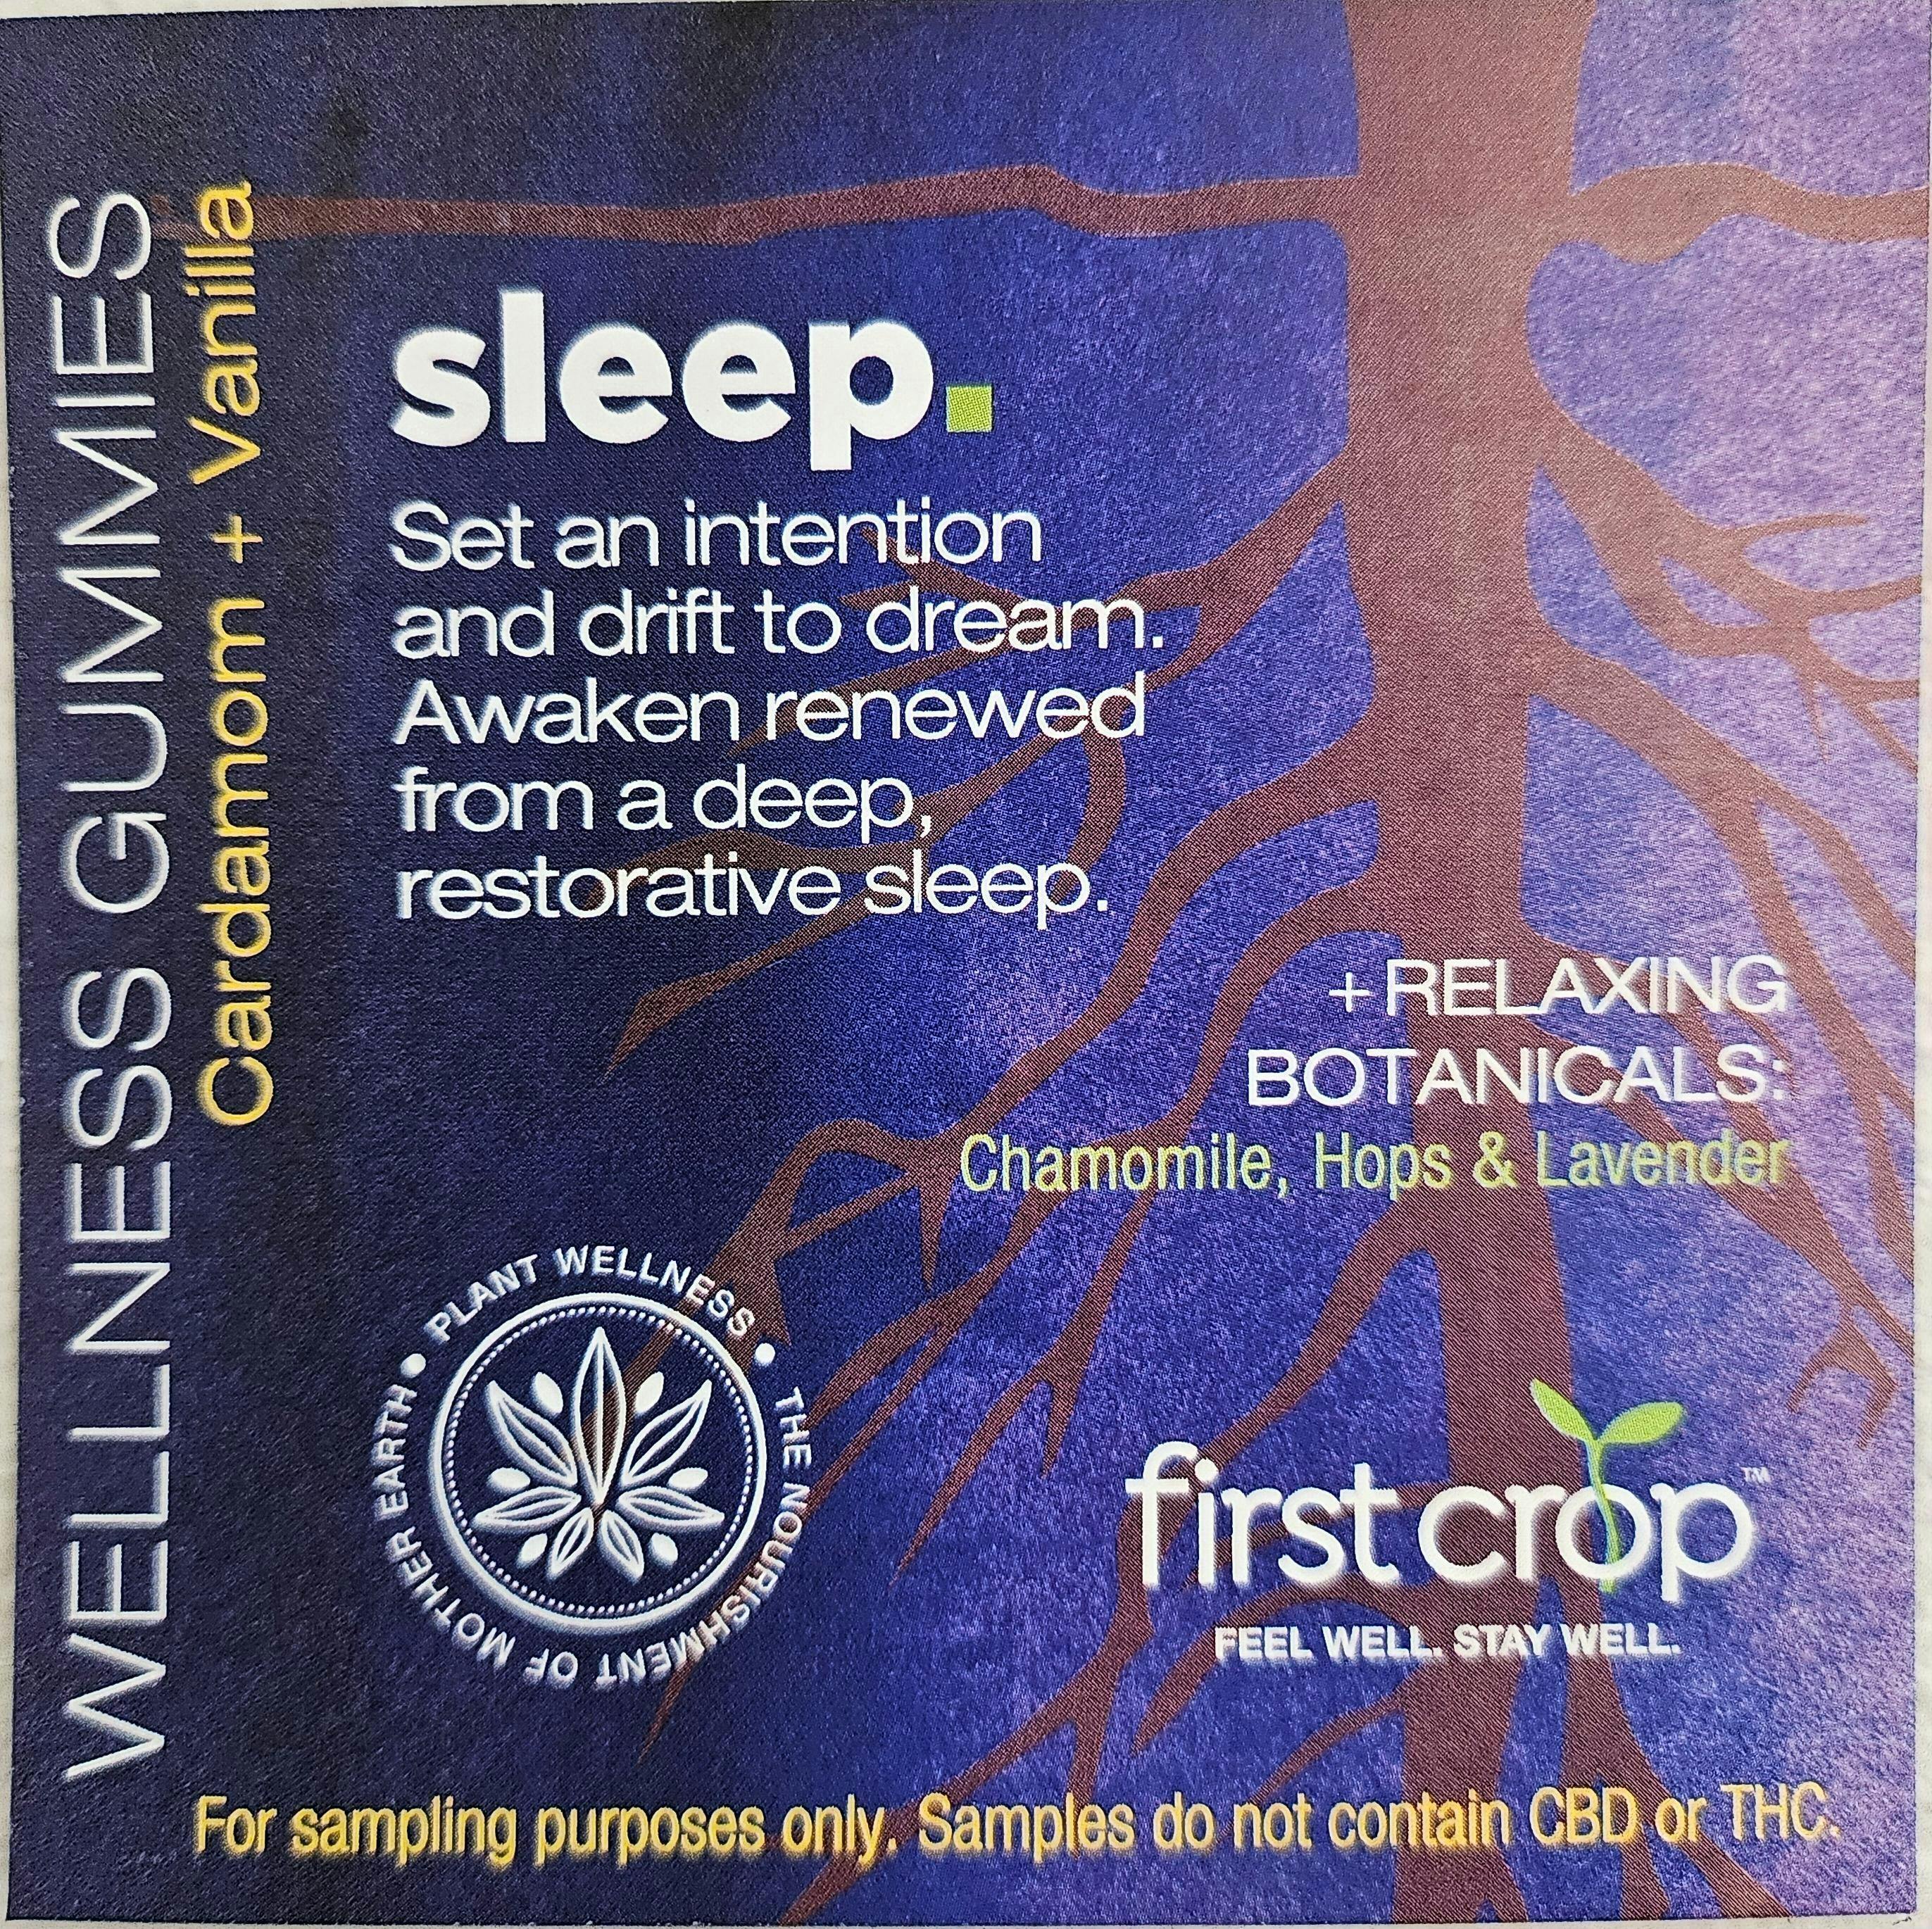 WELLNESS GUMMIES
Cardamom + Vanilla
sleep.
Set an intention
and drift to dream.
Awaken renewed
from a deep,
restorative sleep.
+RELAXING
BOTANICALS:
Chamomile, Hops & Lavender
• PLANT WELLNESS • THE NOURISHMENT OF MOTHER EARTH
first crop™
FEEL WELL. STAY WELL.
For sampling purposes only. Samples do not contain CBD or THC.